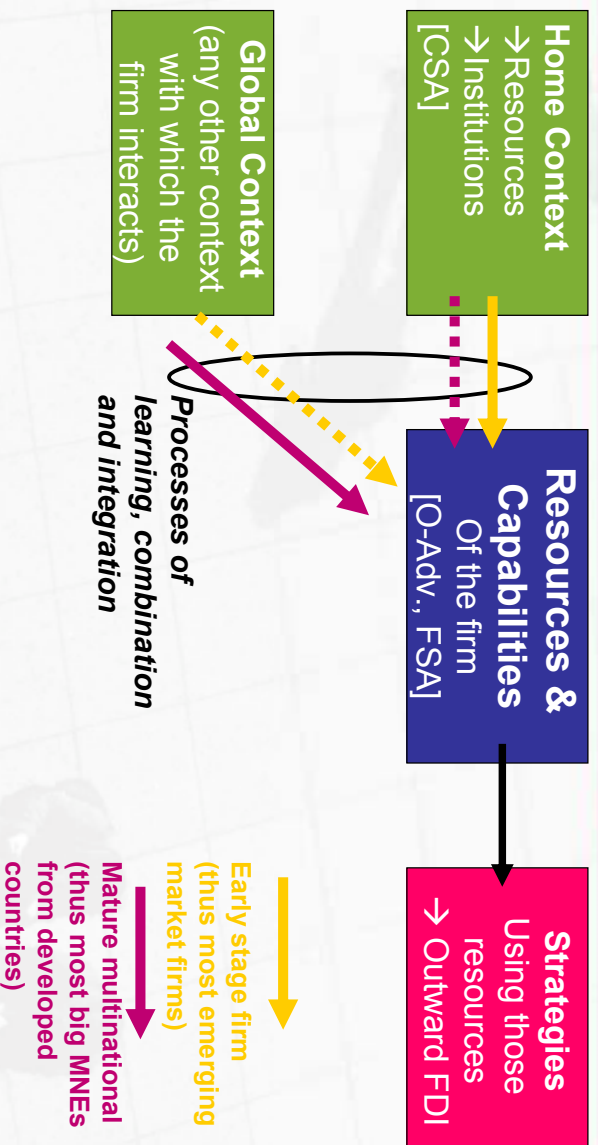 Home Context
→Resources
→Institutions
[CSA]
Global Context
(any other context
with which the
firm interacts)
Processes of
learning, combination
and integration
Resources &
Capabilities
Of the firm
[O-Adv., FSA]
Strategies
Using those
resources
→ Outward FDI
Early stage firm
(thus most emerging
market firms)
Mature multinational
(thus most big MNEs
from developed
countries)